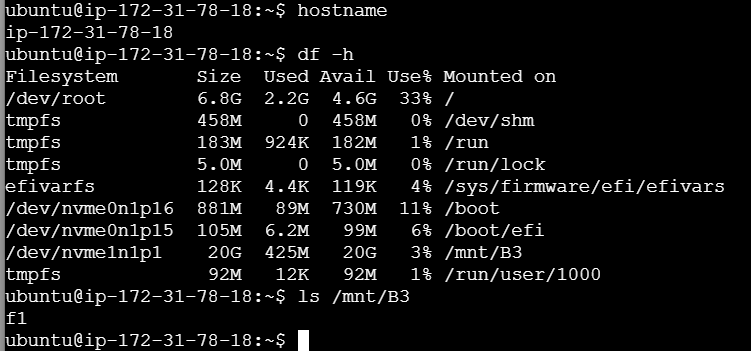 ubuntu@ip-172-31-78-18:~$ hostname
ip-172-31-78-18
ubuntu@ip-172-31-78-18:~$ df -h
Filesystem       Size  Used Avail Use% Mounted on
/dev/root        6.8G  2.2G  4.6G  33% /
tmpfs            458M     0  458M   0% /dev/shm
tmpfs            183M  924K  182M   1% /run
tmpfs            5.0M     0  5.0M   0% /run/lock
efivarfs         128K  4.4K  119K   4% /sys/firmware/efi/efivars
/dev/nvme0n1p16  881M   89M  730M  11% /boot
/dev/nvme0n1p15  105M  6.2M   99M   6% /boot/efi
/dev/nvme1n1p1    20G  425M   20G   3% /mnt/B3
tmpfs             92M   12K   92M   1% /run/user/1000
ubuntu@ip-172-31-78-18:~$ ls /mnt/B3
f1
ubuntu@ip-172-31-78-18:~$